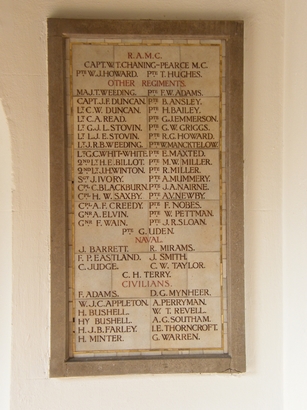 R.A.M.C.
CAPT. W.T. CHANING-PEARCE M.C.
PTE W.J. HOWARD. PTE T. HUGHES.
OTHER REGIMENTS.
MAJ. T. WEEDING. PTE F.W. ADAMS.
CAPT. J.F. DUNCAN. PTE B. ANSLEY.
LT C.W. DUNCAN. PTE H. BAILEY.
LT C.A. READ. PTE G. JEMMERSON.
LT G.J.L. STOVIN. PTE G.W. GRIGGS.
LT L.J.E. STOVIN. PTE R.G. HOWARD.
LT J.R.B. WEEDING. PTE W. MANCKTELOW.
LT G.C. WHIT-WHITE. PTE E. MAXTED.
2ND LT H.E. BILLOT. PTE M.W. MILLER.
2ND LT J.H. WINTON. PTE R. MILLER.
SGT J. IVORY. PTE A. MUMMERY.
CPL C. BLACKBURN. PTE J.A. NAIRNE.
CPL H.W. SAXBY. PTE A.V. NEWBY.
CPL A.F. CREEDY. PTE F. NOBES.
GNR A. ELVIN. PTE W. PETTMAN.
GNR F. WAIN. PTE J.R. SLOAN.
PTE G. UDEN.
NAVAL
J. BARRETT. R. MIRAMS.
F. P. EASTLAND. J. SMITH.
C. JUDGE. C.W. TAYLOR.
C. H. TERRY.
CIVILIANS.
F. ADAMS. D.G. MYNHEER.
W.J.C. APPLETON. A. PERRYMAN.
H. BUSHELL. W. T. REVELL.
HY BUSHELL. A.G. SOUTHAM.
H.J.B. FARLEY. I.E. THORNCROFT.
H. MINTER. G. WARREN.